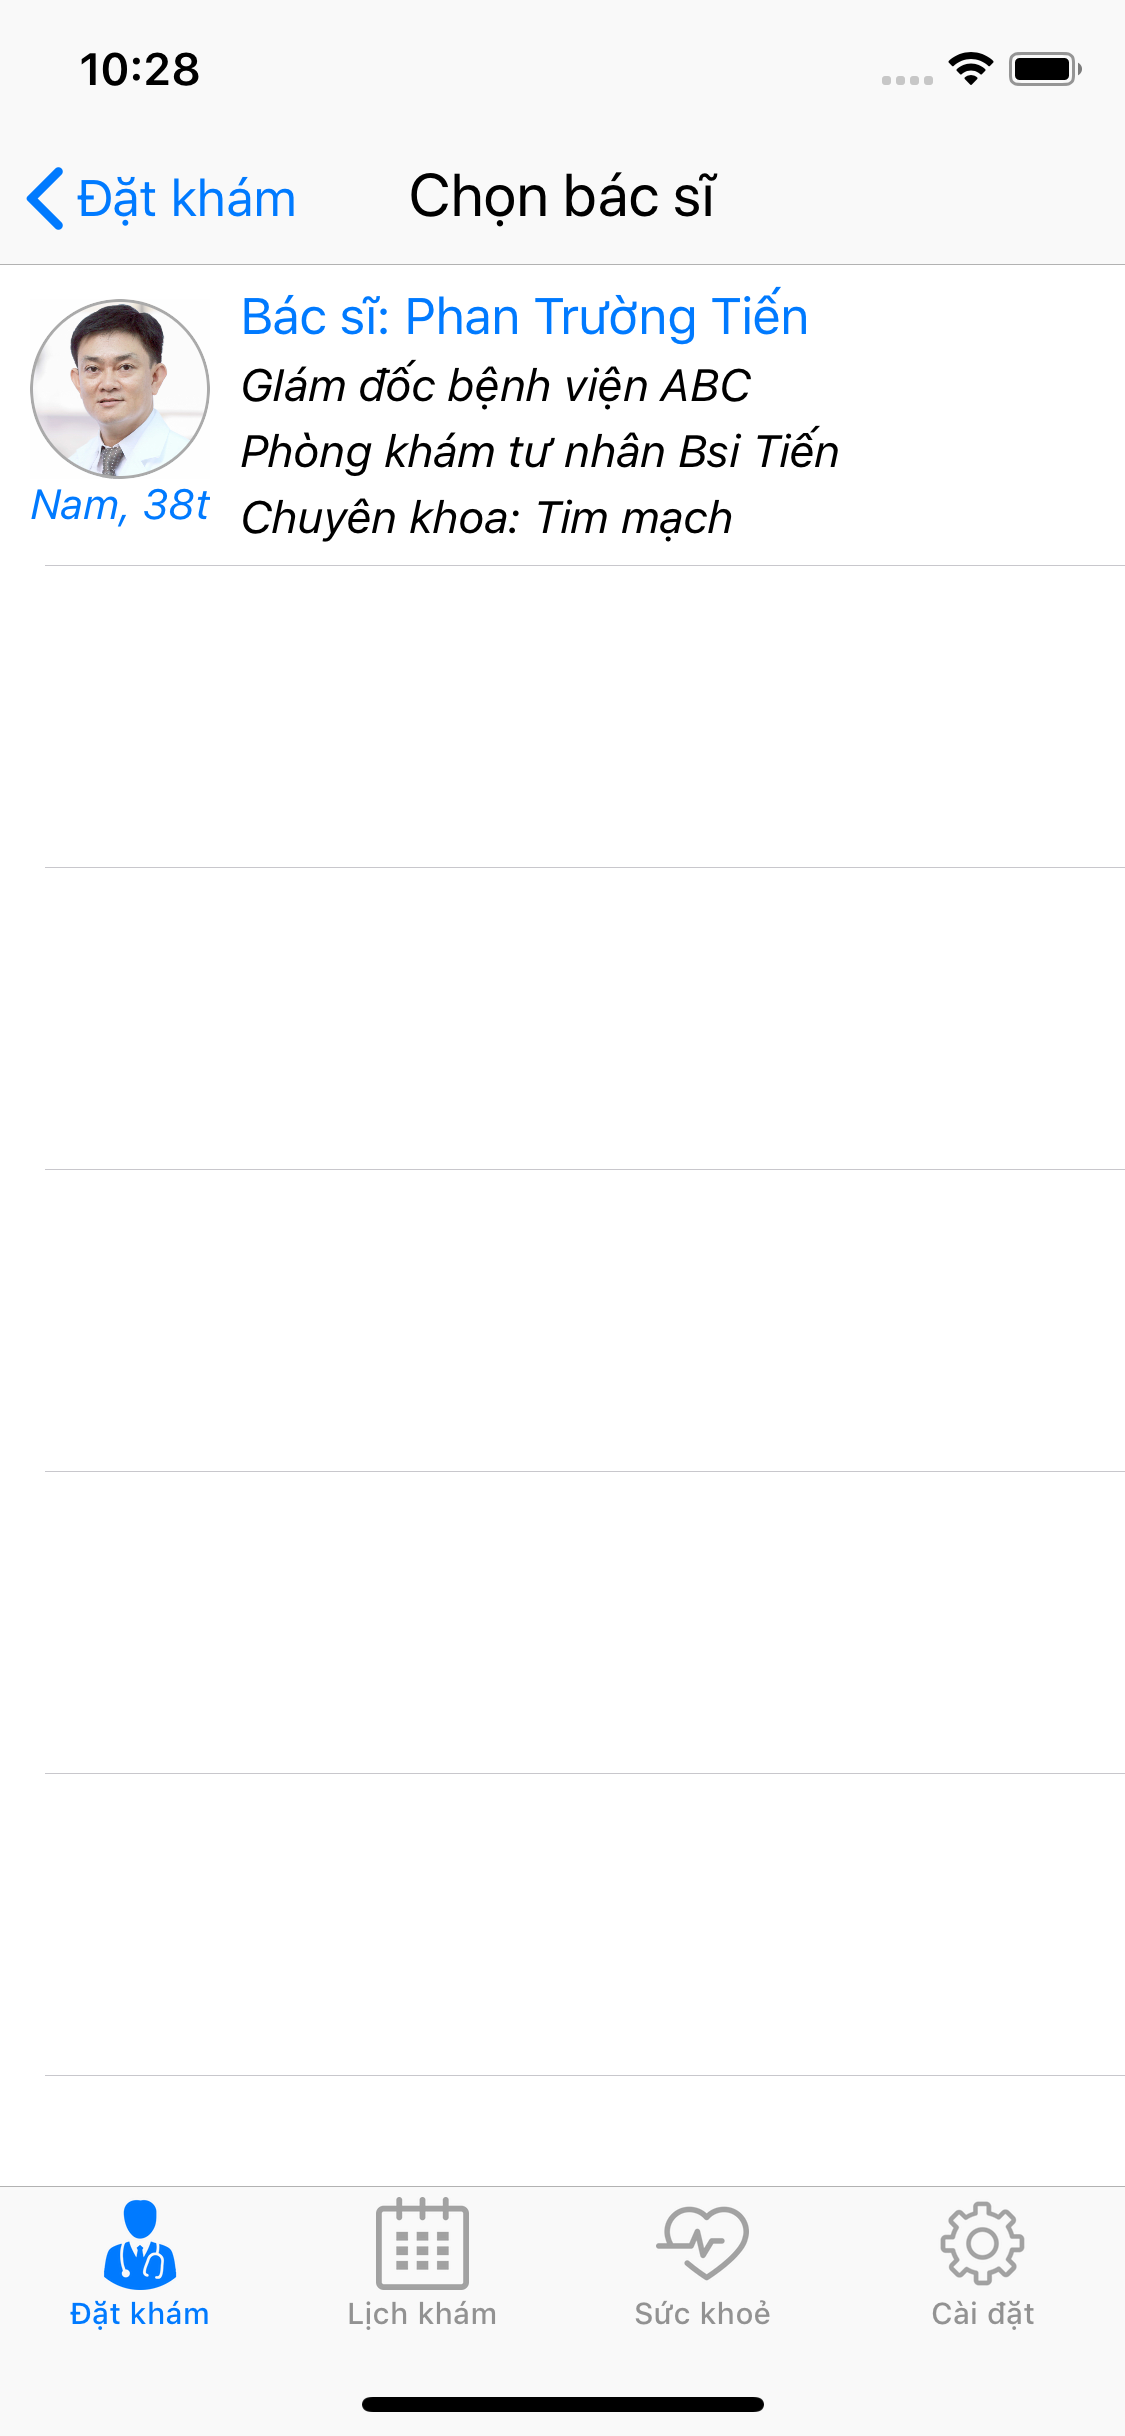 10:28
Đặt khám
Chọn bác sĩ
Bác sĩ: Phan Trường Tiến
GIám đốc bệnh viện ABC
Phòng khám tư nhân Bsi Tiến
Nam, 38t
Chuyên khoa: Tim mạch
Đặt khám
Lịch khám
Sức khoẻ
Cài đặt